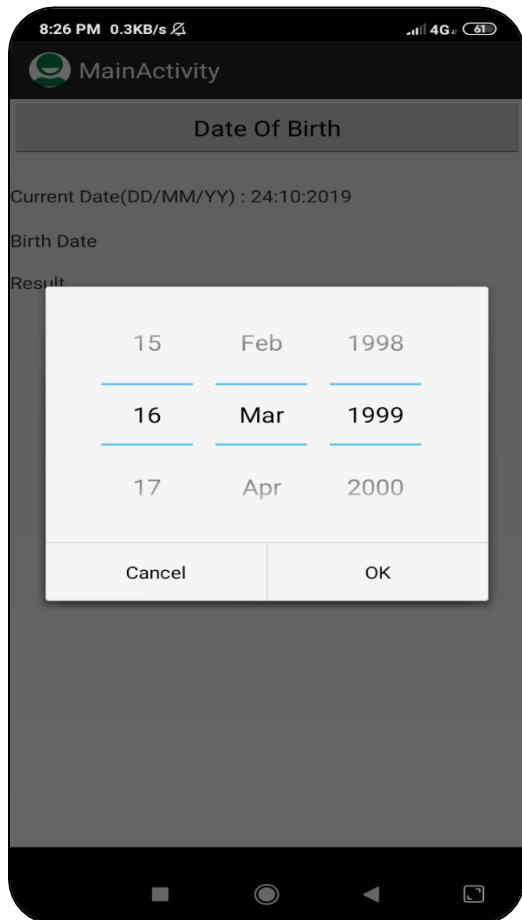 8:26 PM 0.3KB/s 4G 61
MainActivity
Date Of Birth
Current Date(DD/MM/YY) : 24:10:2019
Birth Date
Result
15 Feb 1998
16 Mar 1999
17 Apr 2000
Cancel OK